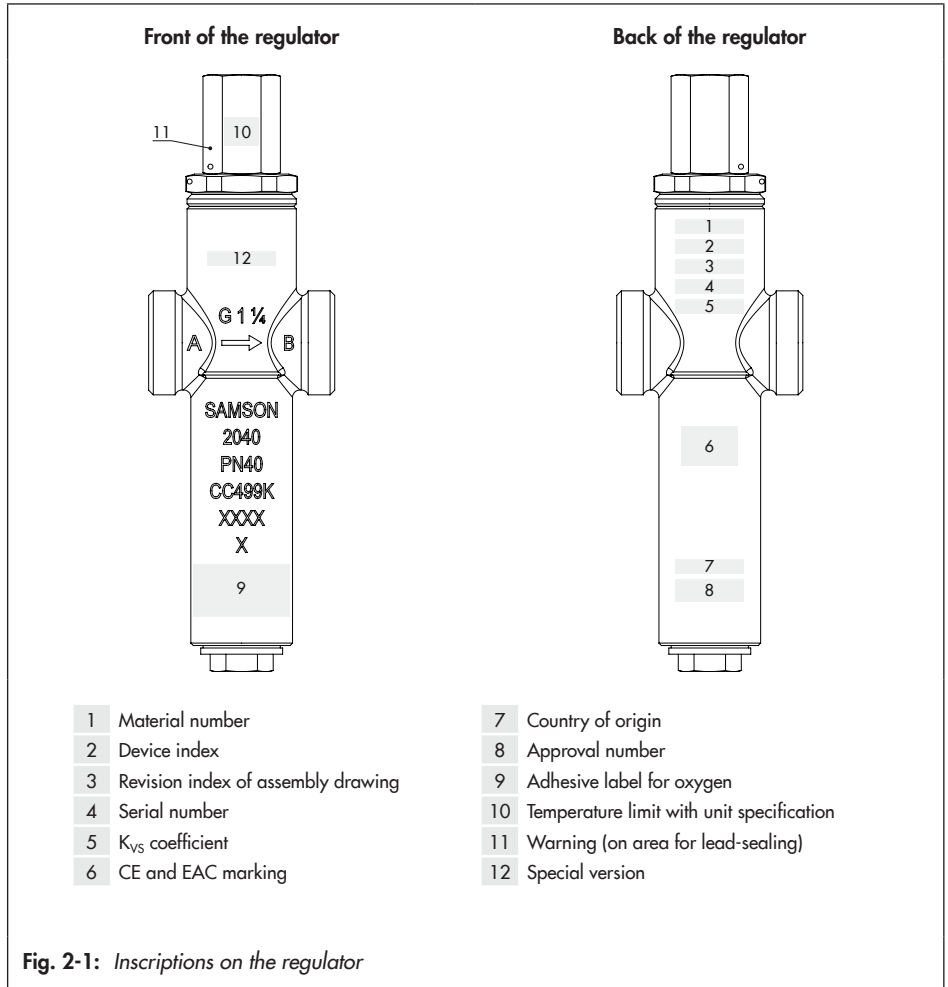 Front of the regulator
Back of the regulator
11
10
12
G 1 ¼
A
B
SAMSON
2040
PN40
CC499K
XXXX
X
9
1
2
3
4
5
6
7
8
1 Material number
2 Device index
3 Revision index of assembly drawing
4 Serial number
5 KVS coefficient
6 CE and EAC marking
7 Country of origin
8 Approval number
9 Adhesive label for oxygen
10 Temperature limit with unit specification
11 Warning (on area for lead-sealing)
12 Special version
Fig. 2-1: Inscriptions on the regulator